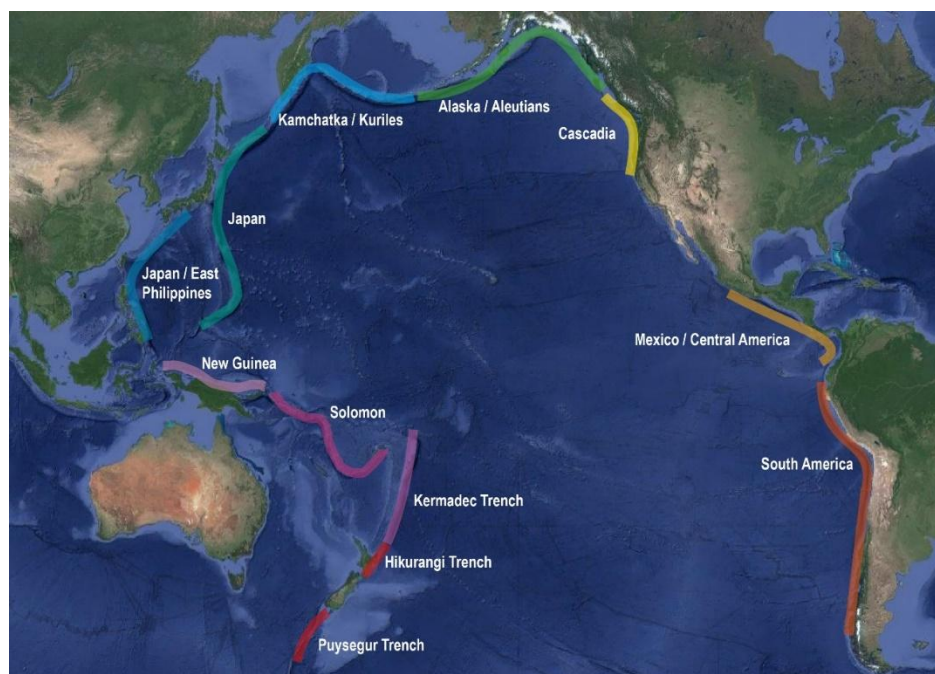 Kamchatka / Kuriles
Alaska / Aleutians
Cascadia
Japan
Japan / East
Philippines
Mexico / Central America
New Guinea
Solomon
South America
Kermadec Trench
Hikurangi Trench
Puysegur Trench